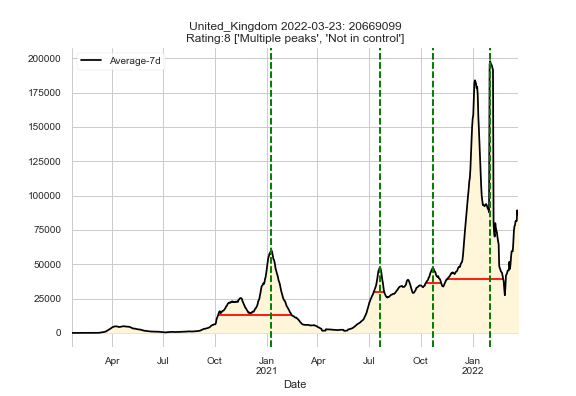 United_Kingdom 2022-03-23: 20669099
Rating:8 ['Multiple peaks', 'Not in control']
Average-7d
200000
175000
150000
125000
100000
75000
50000
25000
0
Apr Jul Oct Jan Apr Jul Oct Jan
2021 2022
Date